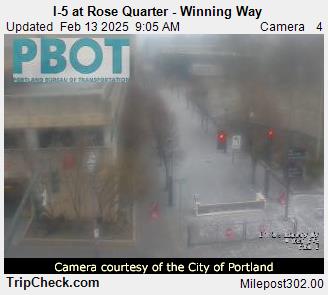 I-5 at Rose Quarter - Winning Way
Updated Feb 13 2025 9:05 AM Camera 4
PBOT
PORTLAND BUREAU OF TRANSPORTATION
Camera courtesy of the City of Portland
TripCheck.com Milepost302.00